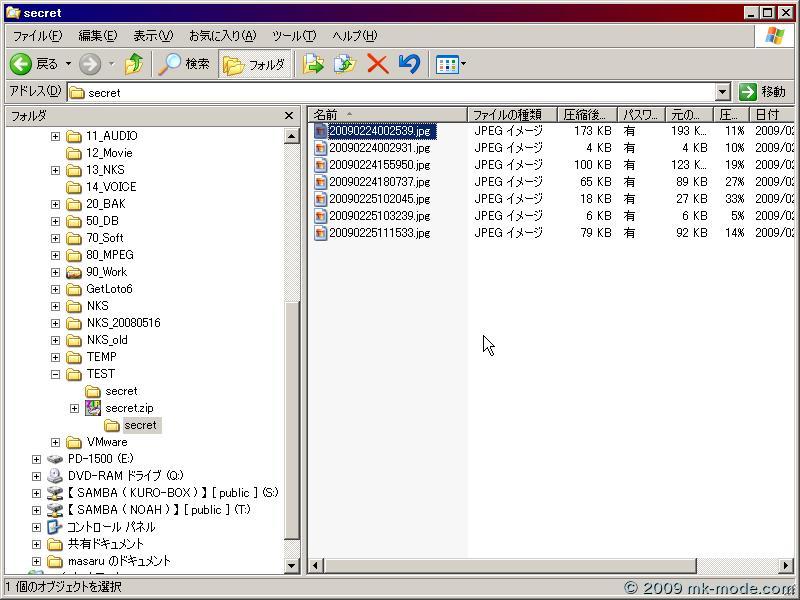 secret
ファイル(F) 編集(E) 表示(V) お気に入り(A) ツール(T) ヘルプ(H)
戻る 検索 フォルダ
アドレス(D) secret 移動
フォルダ
11_AUDIO
12_Movie
13_NKS
14_VOICE
20_BAK
50_DB
70_Soft
80_MPEG
90_Work
GetLoto6
NKS
NKS_20080516
NKS_old
TEMP
TEST
secret
secret.zip
secret
VMware
PD-1500 (E:)
DVD-RAM ドライブ (Q:)
【 SAMBA ( KURO-BOX ) 】 [ public ] (S:)
【 SAMBA ( NOAH ) 】 [ public ] (T:)
コントロール パネル
共有ドキュメント
masaru のドキュメント
名前 ファイルの種類 圧縮後... パスワ... 元の... 圧... 日付
20090224002539.jpg JPEG イメージ 173 KB 有 193 K... 11% 2009/02
20090224002931.jpg JPEG イメージ 4 KB 有 4 KB 10% 2009/02
20090224155950.jpg JPEG イメージ 100 KB 有 123 K... 19% 2009/02
20090224180737.jpg JPEG イメージ 65 KB 有 89 KB 27% 2009/02
20090225102045.jpg JPEG イメージ 18 KB 有 27 KB 33% 2009/02
20090225103239.jpg JPEG イメージ 6 KB 有 6 KB 5% 2009/02
20090225111533.jpg JPEG イメージ 79 KB 有 92 KB 14% 2009/02
1 個のオブジェクトを選択
© 2009 mk-mode.com